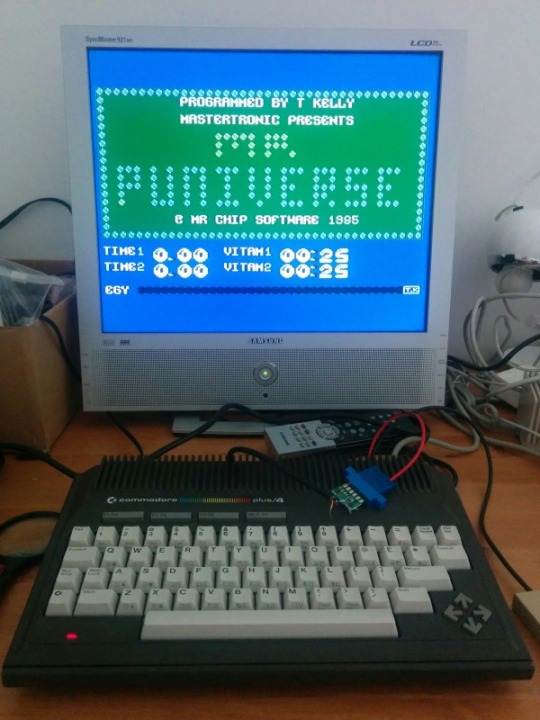 SyncMaster 931MP
LCD
PROGRAMMED BY T KELLY
MASTERTRONIC PRESENTS
MR.
PUNIVERSE
© MR CHIP SOFTWARE 1985
TIME1 0.00 VITAM1 00:25
TIME2 0.00 VITAM2 00:25
EGY
SAMSUNG
commodore plus/4
Q W E R T Y U I O P
A S D F G H J K L
Z X C V B N M